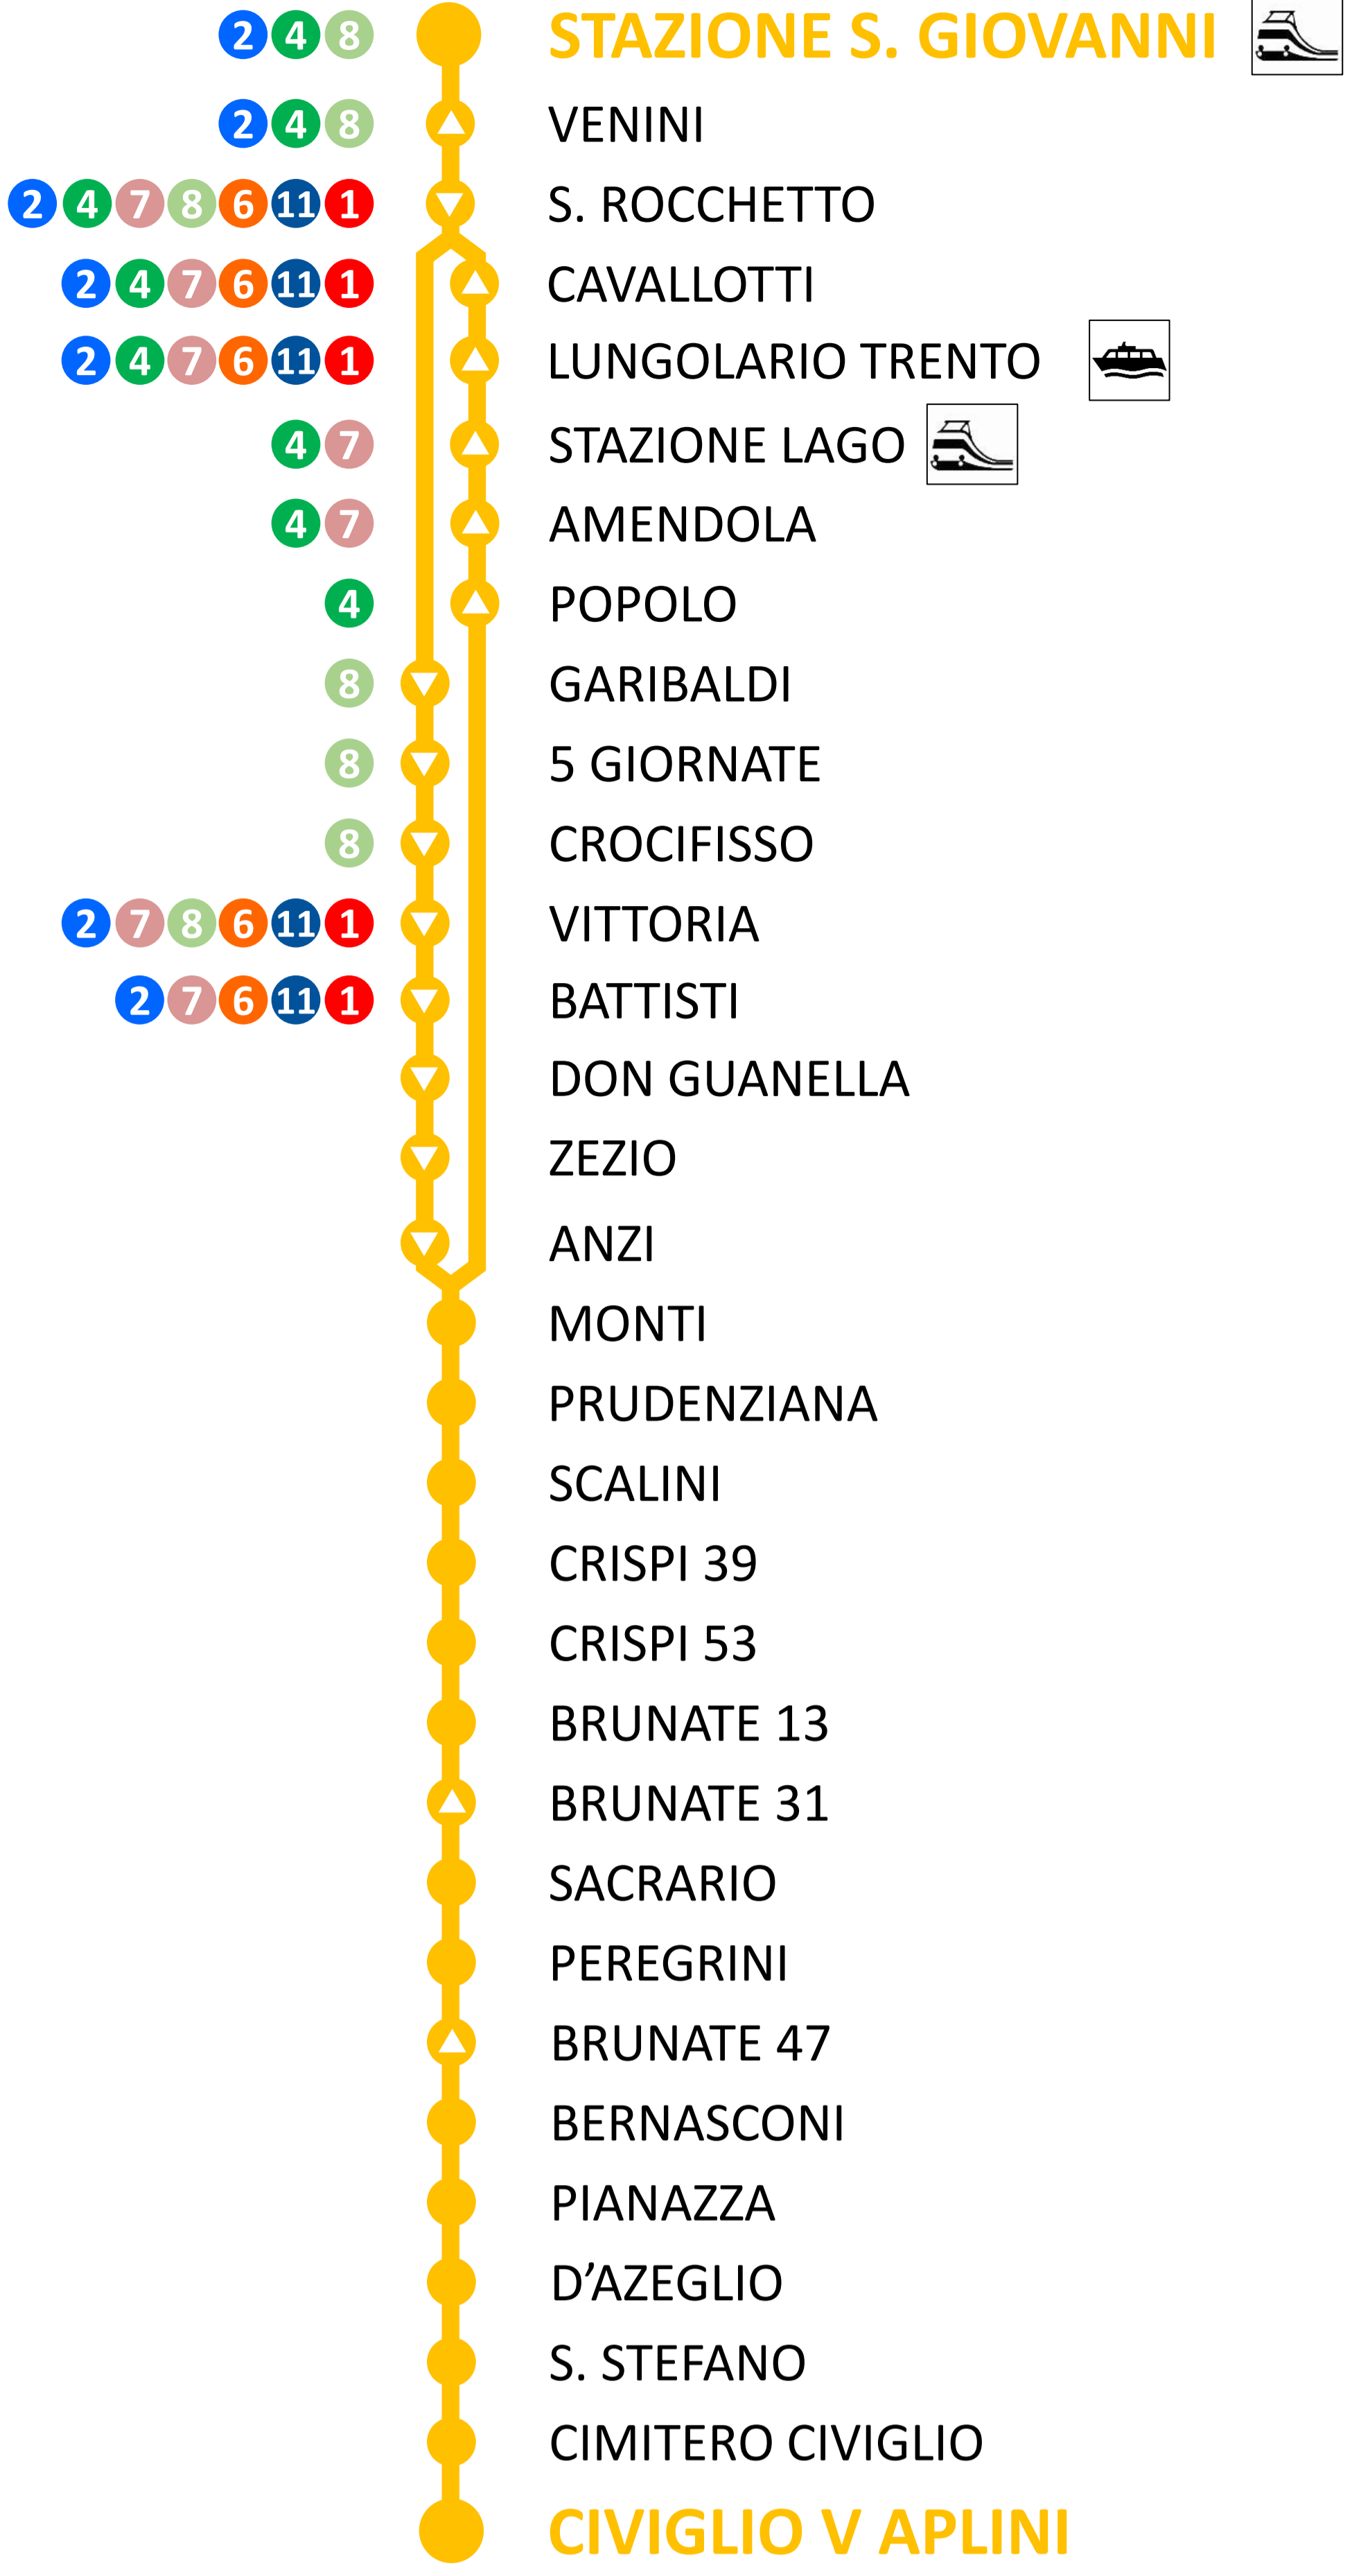 2 4 8 STAZIONE S. GIOVANNI
2 4 8 VENINI
2 4 7 8 6 11 1 S. ROCCHETTO
2 4 7 6 11 1 CAVALLOTTI
2 4 7 6 11 1 LUNGOLARIO TRENTO
4 7 STAZIONE LAGO
4 7 AMENDOLA
4 POPOLO
8 GARIBALDI
8 5 GIORNATE
8 CROCIFISSO
2 7 8 6 11 1 VITTORIA
2 7 6 11 1 BATTISTI
DON GUANELLA
ZEZIO
ANZI
MONTI
PRUDENZIANA
SCALINI
CRISPI 39
CRISPI 53
BRUNATE 13
BRUNATE 31
SACRARIO
PEREGRINI
BRUNATE 47
BERNASCONI
PIANAZZA
D’AZEGLIO
S. STEFANO
CIMITERO CIVIGLIO
CIVIGLIO V APLINI